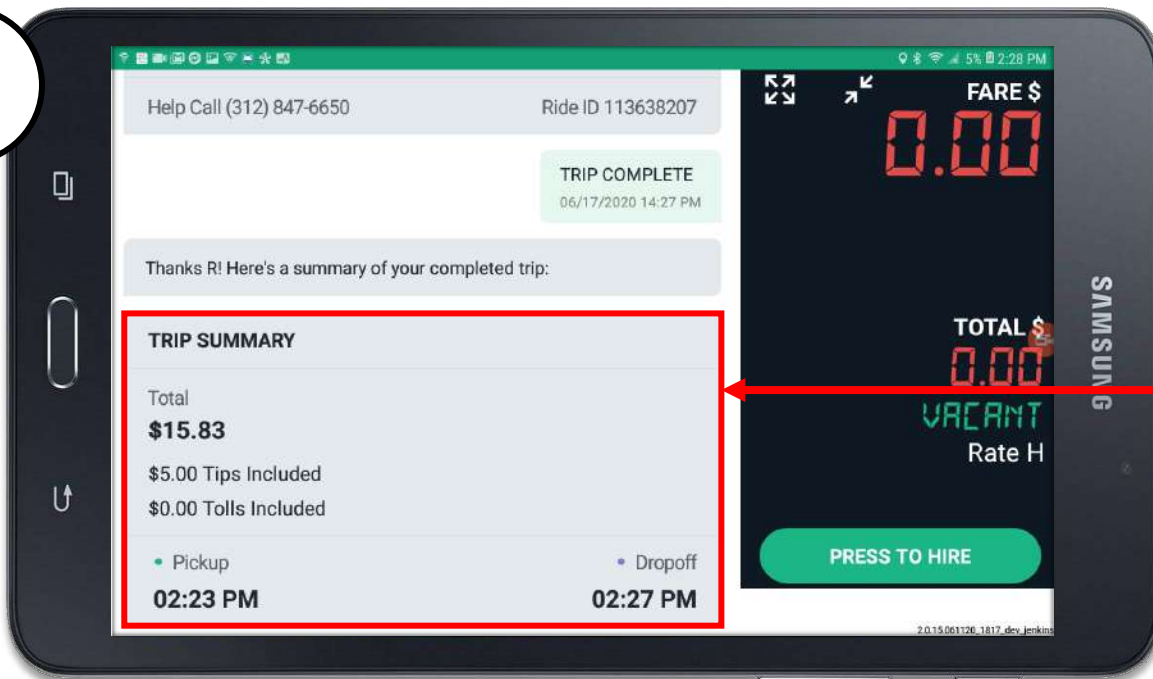 5% 2:28 PM
Help Call (312) 847-6650 Ride ID 113638207
TRIP COMPLETE
06/17/2020 14:27 PM
Thanks R! Here's a summary of your completed trip:
TRIP SUMMARY
Total
$15.83
$5.00 Tips Included
$0.00 Tolls Included
• Pickup • Dropoff
02:23 PM 02:27 PM
FARE $
0.00
TOTAL $
0.00
VACANT
Rate H
PRESS TO HIRE
2.0.15.061120_1817_dev_jenkins
SAMSUNG